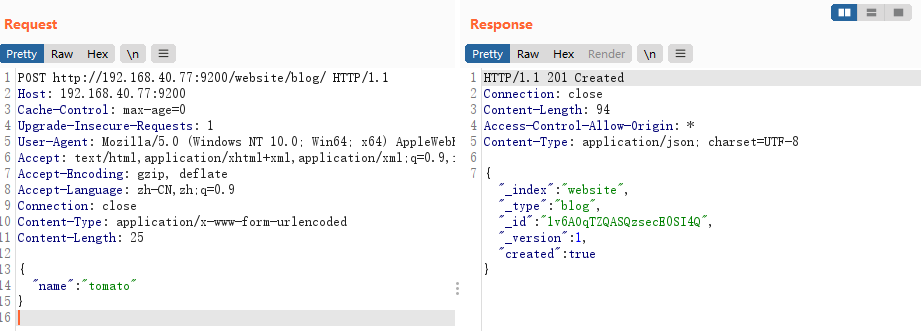 Request
Pretty Raw Hex \n
1 POST http://192.168.40.77:9200/website/blog/ HTTP/1.1
2 Host: 192.168.40.77:9200
3 Cache-Control: max-age=0
4 Upgrade-Insecure-Requests: 1
5 User-Agent: Mozilla/5.0 (Windows NT 10.0; Win64; x64)
6 Accept: text/html,application/xhtml+xml,application/xml;q=0.9,
7 Accept-Encoding: gzip, deflate
8 Accept-Language: zh-CN,zh;q=0.9
9 Connection: close
10 Content-Type: application/x-www-form-urlencoded
11 Content-Length: 25
12
13 {
14 "name":"tomato"
15 }
16
Response
Pretty Raw Hex Render \n
1 HTTP/1.1 201 Created
2 Connection: close
3 Content-Length: 94
4 Access-Control-Allow-Origin: *
5 Content-Type: application/json; charset=UTF-8
6
7 {
"_index":"website",
"_type":"blog",
"_id":"lv6A0qTZQASQzsecE0SI4Q",
"_version":1,
"created":true
}